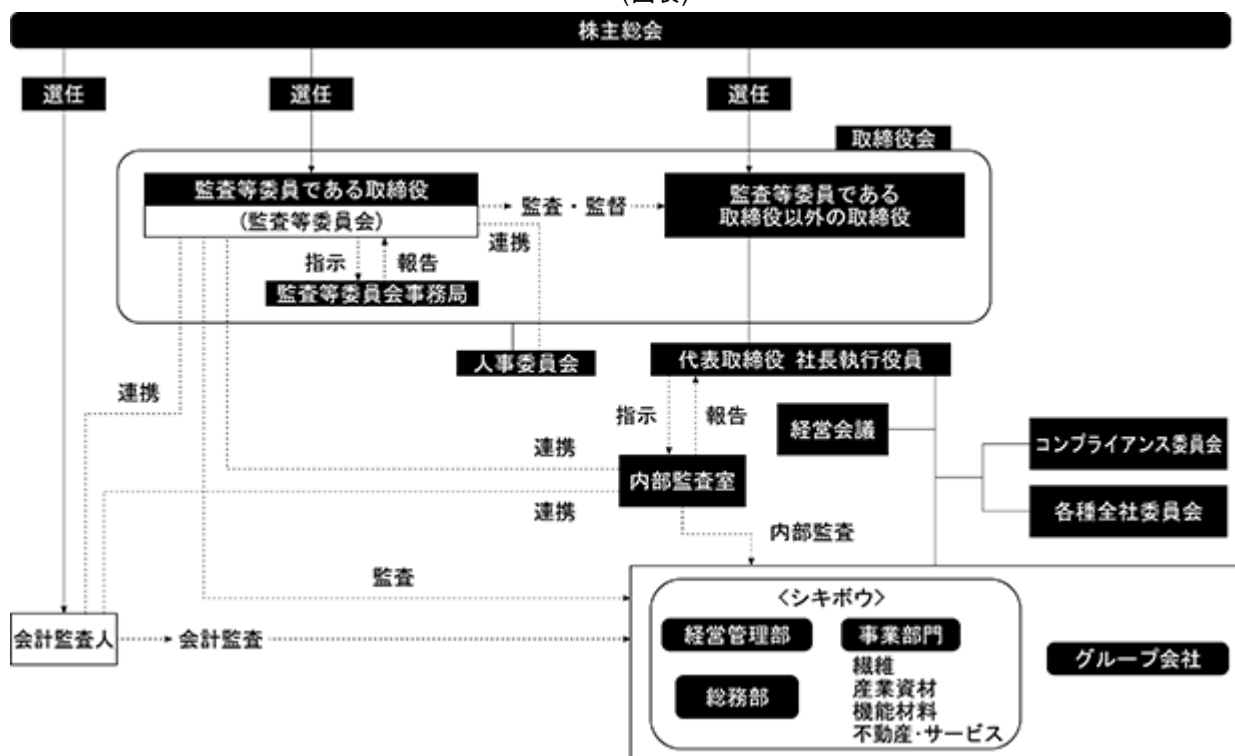 (図表)
株主総会
選任
選任
選任
取締役会
監査等委員である取締役
(監査等委員会)
監査・監督
監査等委員である
取締役以外の取締役
連携
指示
報告
監査等委員会事務局
人事委員会
代表取締役 社長執行役員
連携
指示
報告
経営会議
コンプライアンス委員会
連携
内部監査室
各種全社委員会
連携
内部監査
監査
〈シキボウ〉
会計監査人
会計監査
経営管理部
事業部門
グループ会社
繊維
産業資材
機能材料
不動産・サービス
総務部